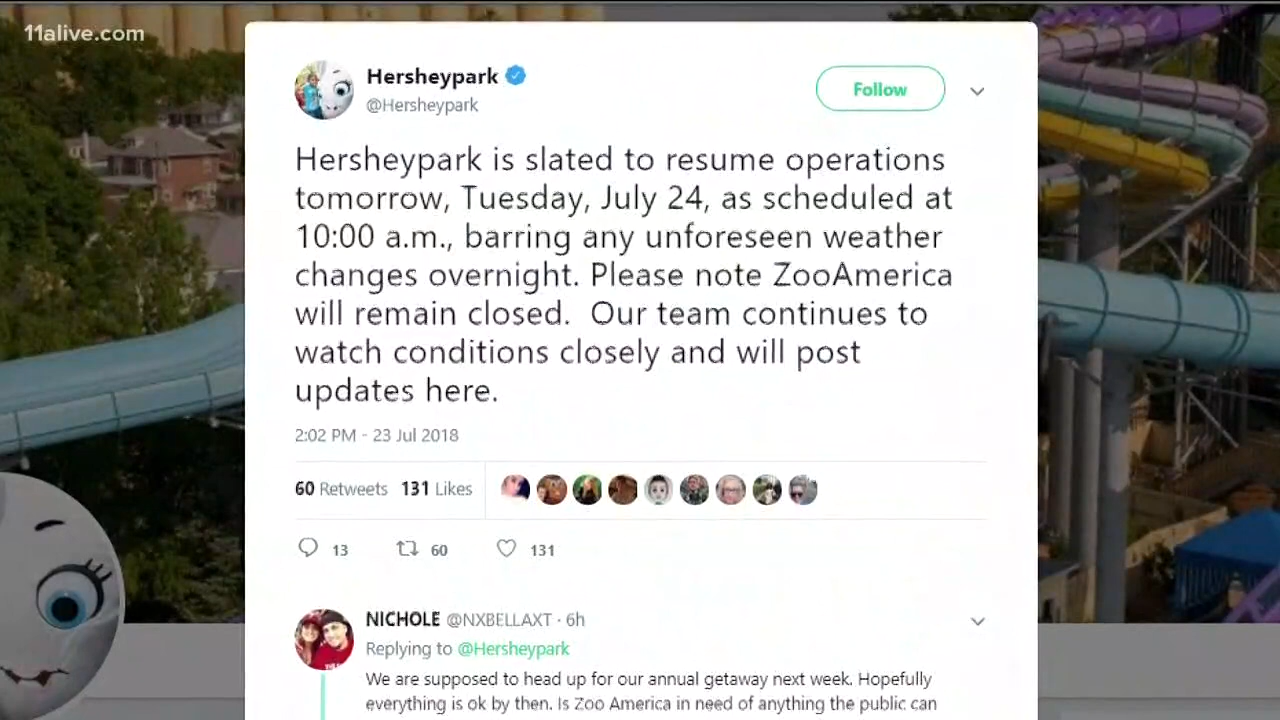 11alive.com
Hersheypark
@Hersheypark
Follow
Hersheypark is slated to resume operations
tomorrow, Tuesday, July 24, as scheduled at
10:00 a.m., barring any unforeseen weather
changes overnight. Please note ZooAmerica
will remain closed.  Our team continues to
watch conditions closely and will post
updates here.
2:02 PM - 23 Jul 2018
60 Retweets 131 Likes
13 60 131
NICHOLE @NXBELLAXT · 6h
Replying to @Hersheypark
We are supposed to head up for our annual getaway next week. Hopefully
everything is ok by then. Is Zoo America in need of anything the public can